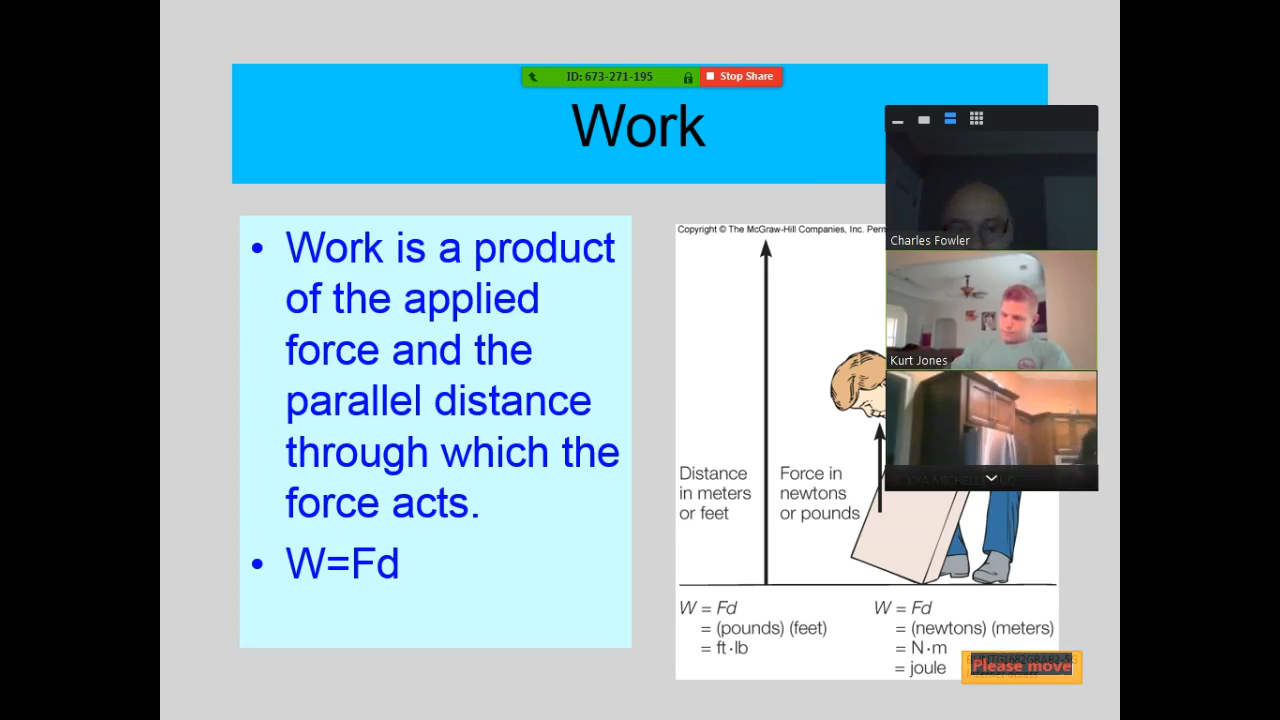 ID: 673-271-195
Stop Share
Work
• Work is a product
of the applied
force and the
parallel distance
through which the
force acts.
• W=Fd
Copyright © The McGraw-Hill Companies, Inc.
Distance
in meters
or feet
Force in
newtons
or pounds
W = Fd
= (pounds) (feet)
= ft·lb
W = Fd
= (newtons) (meters)
= N·m
= joule
Charles Fowler
Kurt Jones
Please move